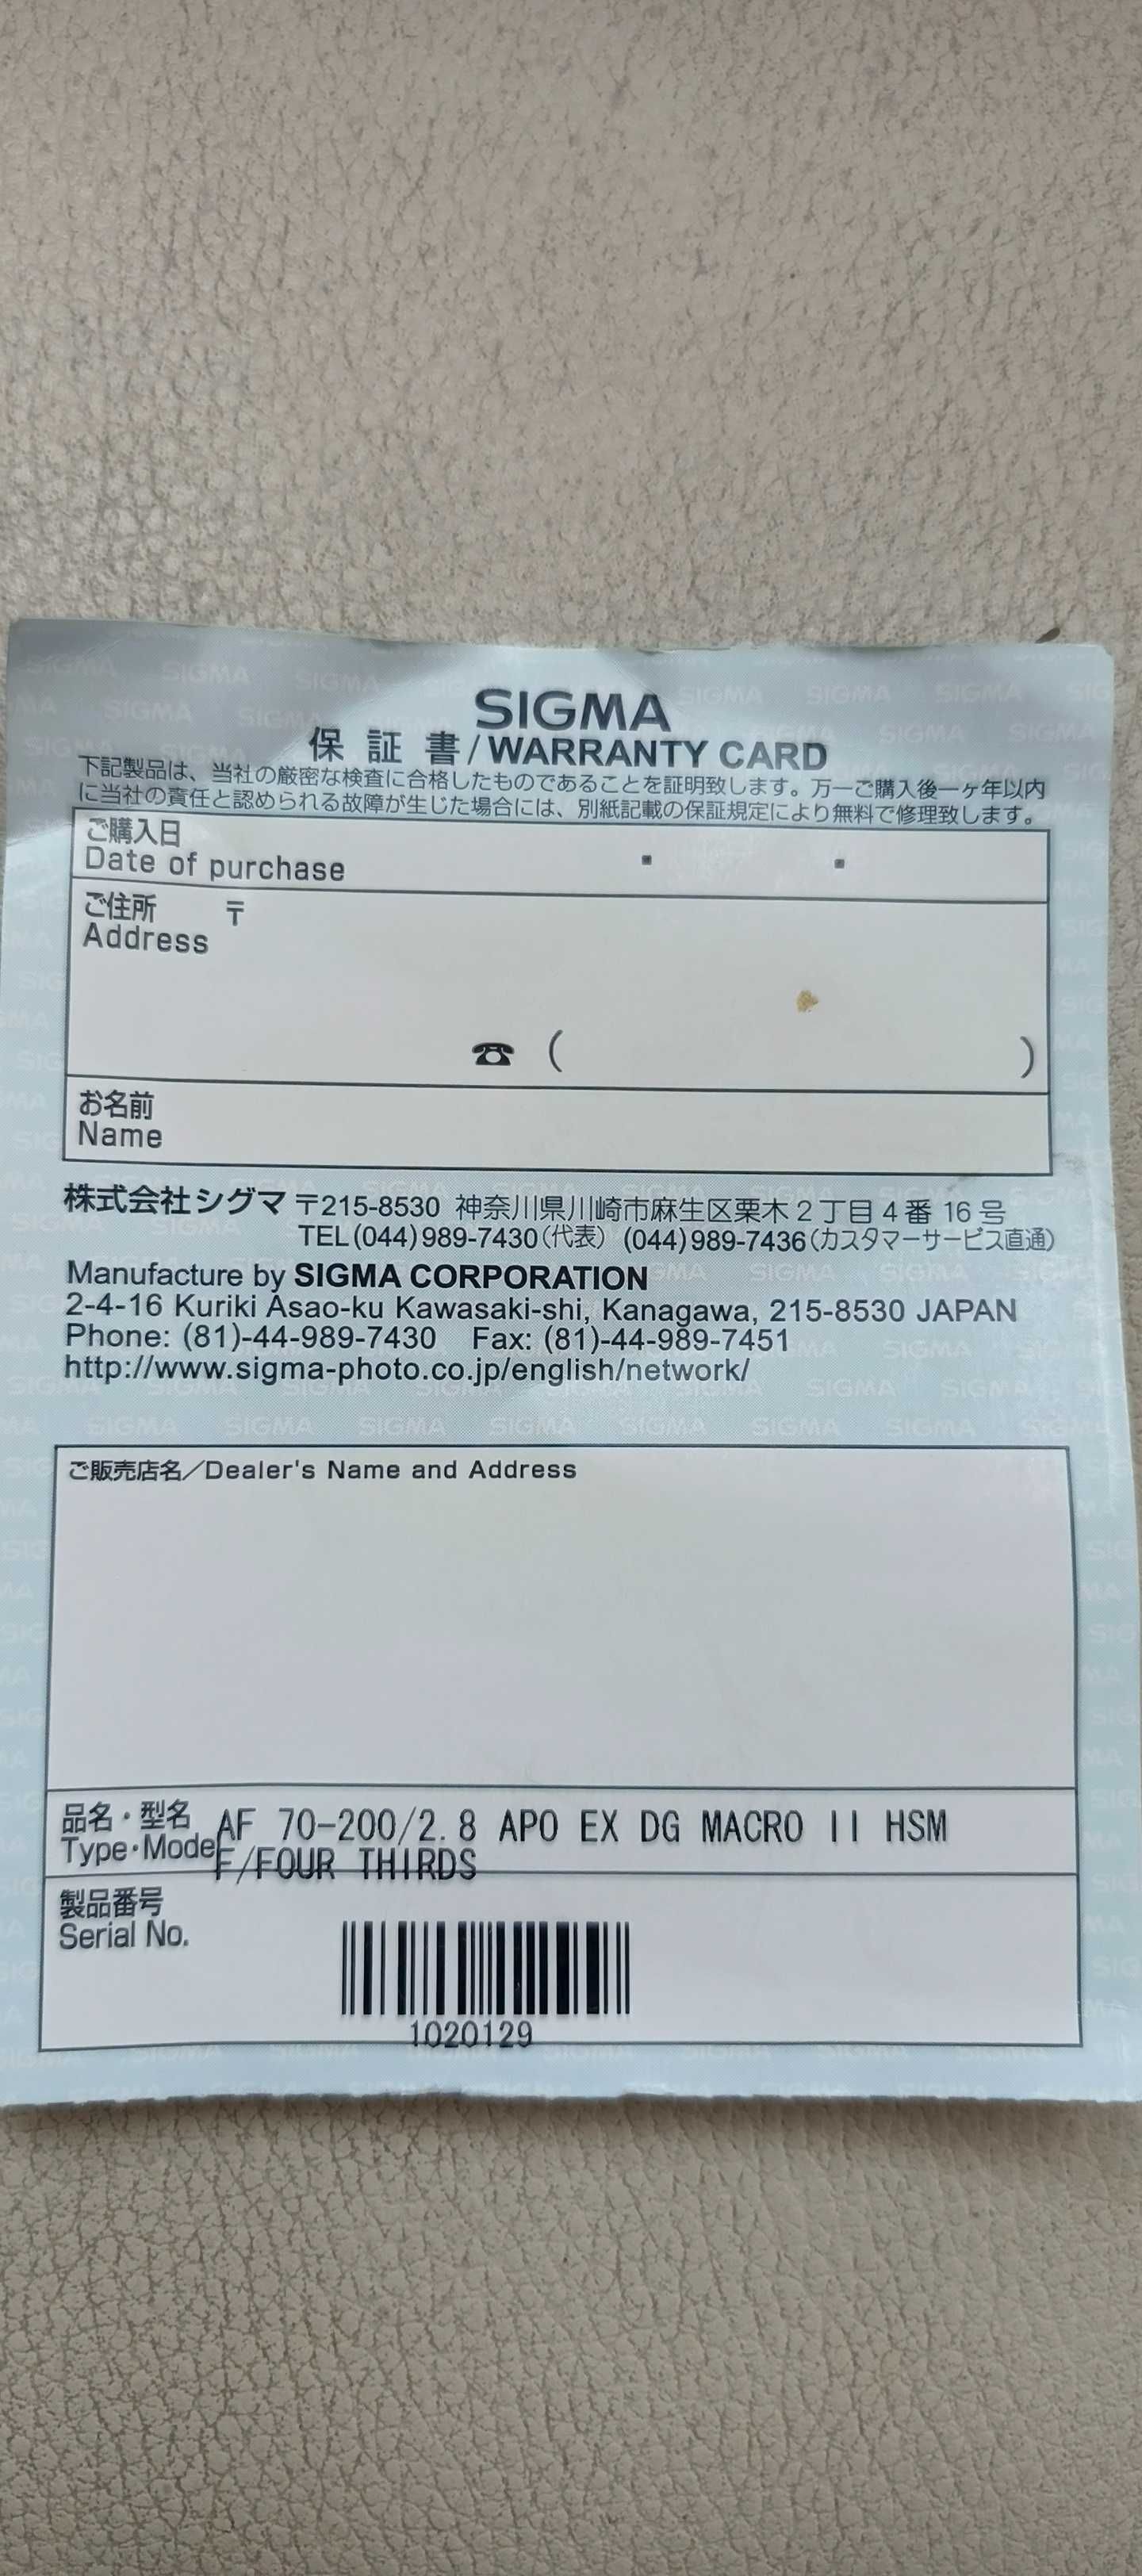 SIGMA
保証書/WARRANTY CARD
下記製品は、当社の厳密な検査に合格したものであることを証明致します。万一ご購入後一ヶ年以内
に当社の責任と認められる故障が生じた場合には、別紙記載の保証規定により無料で修理致します。
ご購入日
Date of purchase
ご住所 〒
Address
☎ ( )
お名前
Name
株式会社シグマ 〒215-8530 神奈川県川崎市麻生区栗木2丁目4番16号
TEL(044)989-7430(代表) (044)989-7436(カスタマーサービス直通)
Manufacture by SIGMA CORPORATION
2-4-16 Kuriki Asao-ku Kawasaki-shi, Kanagawa, 215-8530 JAPAN
Phone: (81)-44-989-7430 Fax: (81)-44-989-7451
http://www.sigma-photo.co.jp/english/network/
ご販売店名/Dealer's Name and Address
品名・型名 AF 70-200/2.8 APO EX DG MACRO II HSM
Type・Model F/FOUR THIRDS
製品番号
Serial No.
1020129